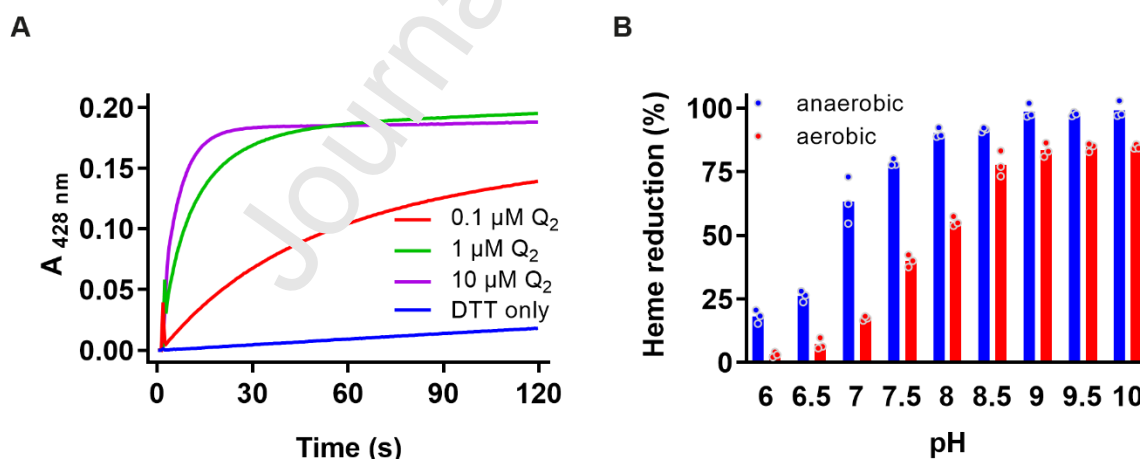 A
B
Journa
0.20
0.15
0.10
0.05
0.00
A 428 nm
0.1 µM Q2
1 µM Q2
10 µM Q2
DTT only
0 30 60 90 120
Time (s)
100
75
50
25
0
Heme reduction (%)
anaerobic
aerobic
6 6.5 7 7.5 8 8.5 9 9.5 10
pH